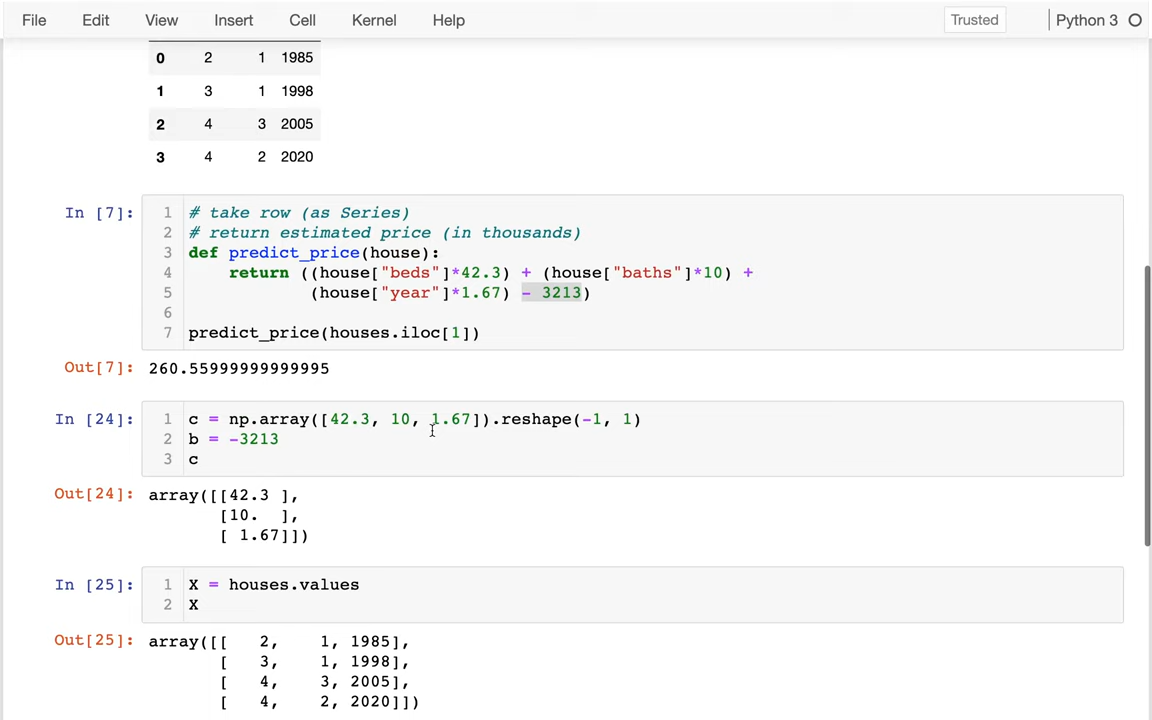 File Edit View Insert Cell Kernel Help Trusted Python 3
0 2 1 1985
1 3 1 1998
2 4 3 2005
3 4 2 2020
In [7]:
1 # take row (as Series)
2 # return estimated price (in thousands)
3 def predict_price(house):
4     return ((house["beds"]*42.3) + (house["baths"]*10) +
5             (house["year"]*1.67) - 3213)
6
7 predict_price(houses.iloc[1])
Out[7]: 260.55999999999995
In [24]:
1 c = np.array([42.3, 10, 1.67]).reshape(-1, 1)
2 b = -3213
3 c
Out[24]: array([[42.3 ],
       [10.  ],
       [ 1.67]])
In [25]:
1 X = houses.values
2 X
Out[25]: array([[   2,    1, 1985],
       [   3,    1, 1998],
       [   4,    3, 2005],
       [   4,    2, 2020]])